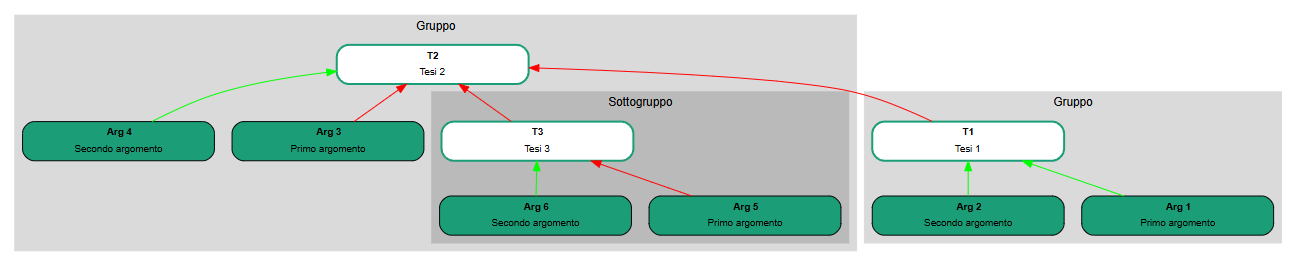 Gruppo
T2
Tesi 2
Sottogruppo
Gruppo
Arg 4
Secondo argomento
Arg 3
Primo argomento
T3
Tesi 3
T1
Tesi 1
Arg 6
Secondo argomento
Arg 5
Primo argomento
Arg 2
Secondo argomento
Arg 1
Primo argomento